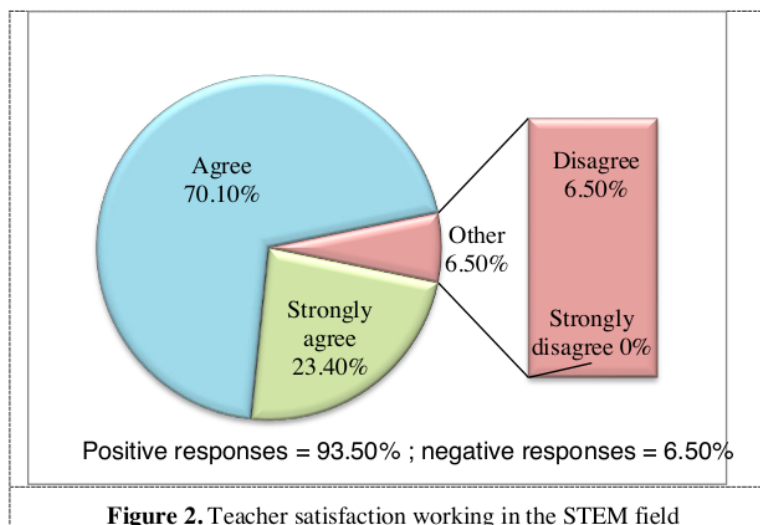 Agree
70.10%
Other
6.50%
Strongly
agree
23.40%
Disagree
6.50%
Strongly
disagree 0%
Positive responses = 93.50% ; negative responses = 6.50%
Figure 2. Teacher satisfaction working in the STEM field